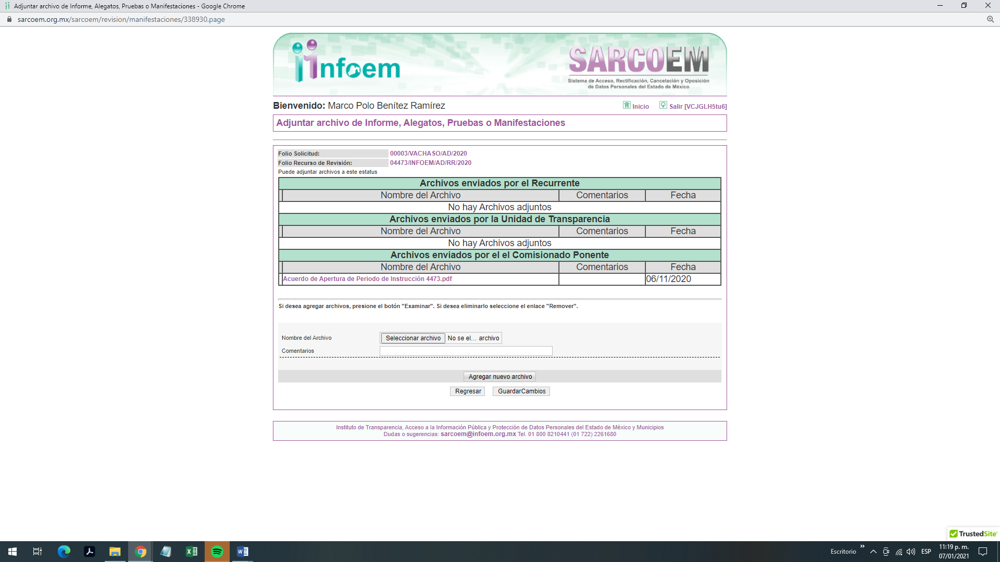 Adjuntar archivo de Informe, Alegatos, Pruebas o Manifestaciones - Google Chrome
sarcoem.org.mx/sarcoem/revision/manifestaciones/338930.page
infoem
SARCOEM
Sistema de Acceso, Rectificación, Cancelación y Oposición
de Datos Personales del Estado de México
Bienvenido: Marco Polo Benítez Ramírez
Inicio Salir [VCJGLH5tu6]
Adjuntar archivo de Informe, Alegatos, Pruebas o Manifestaciones
Folio Solicitud: 00003/VACHASO/AD/2020
Folio Recurso de Revisión: 04473/INFOEM/AD/RR/2020
Puede adjuntar archivos a este estatus
Archivos enviados por el Recurrente
Nombre del Archivo Comentarios Fecha
No hay Archivos adjuntos
Archivos enviados por la Unidad de Transparencia
Nombre del Archivo Comentarios Fecha
No hay Archivos adjuntos
Archivos enviados por el el Comisionado Ponente
Nombre del Archivo Comentarios Fecha
Acuerdo de Apertura de Periodo de Instrucción 4473.pdf 06/11/2020
Si desea agregar archivos, presione el botón "Examinar". Si desea eliminarlo seleccione el enlace "Remover".
Nombre del Archivo Seleccionar archivo No se el... archivo
Comentarios
Agregar nuevo archivo
Regresar GuardarCambios
Instituto de Transparencia, Acceso a la Información Pública y Protección de Datos Personales del Estado de México y Municipios
Dudas o sugerencias: sarcoem@infoem.org.mx Tel. 01 800 8210441 (01 722) 2261680
TrustedSite
Escritorio ESP 11:19 p. m.
07/01/2021